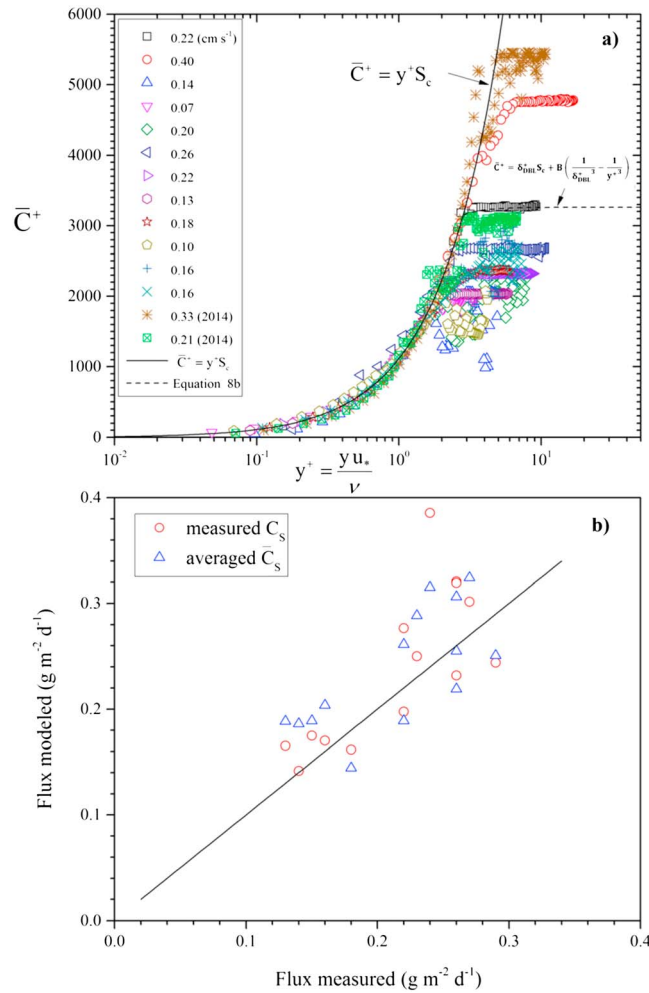 6000
5000
4000
3000
2000
1000
0
C̅⁺
a)
0.22 (cm s⁻¹)
0.40
0.14
0.07
0.20
0.26
0.22
0.13
0.18
0.10
0.16
0.16
0.33 (2014)
0.21 (2014)
C̅⁺ = y⁺S_c
Equation 8b
C̅⁺ = y⁺S_c
C̅⁺ = δ⁺_DBL S_c + B (1/δ⁺_DBL³ − 1/y⁺³)
10⁻² 10⁻¹ 10⁰ 10¹
y⁺ = y u_* / ν
b)
measured C_S
averaged C̅_S
0.4
0.3
0.2
0.1
0.0
Flux modeled (g m⁻² d⁻¹)
0.0 0.1 0.2 0.3 0.4
Flux measured (g m⁻² d⁻¹)